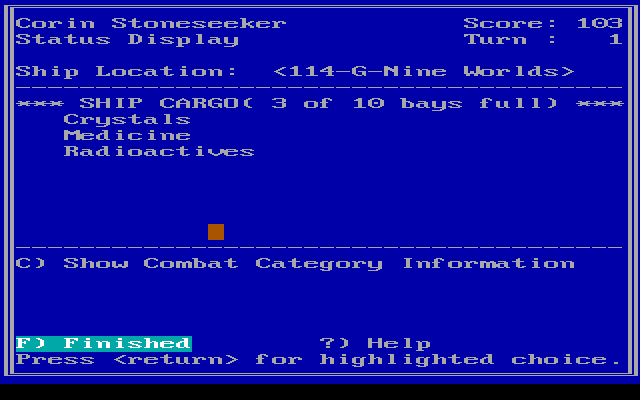 Corin Stoneseeker Score: 103
Status Display Turn : 1
Ship Location: <114-G-Nine Worlds>
*** SHIP CARGO( 3 of 10 bays full) ***
Crystals
Medicine
Radioactives
C) Show Combat Category Information
F) Finished ?) Help
Press <return> for highlighted choice.